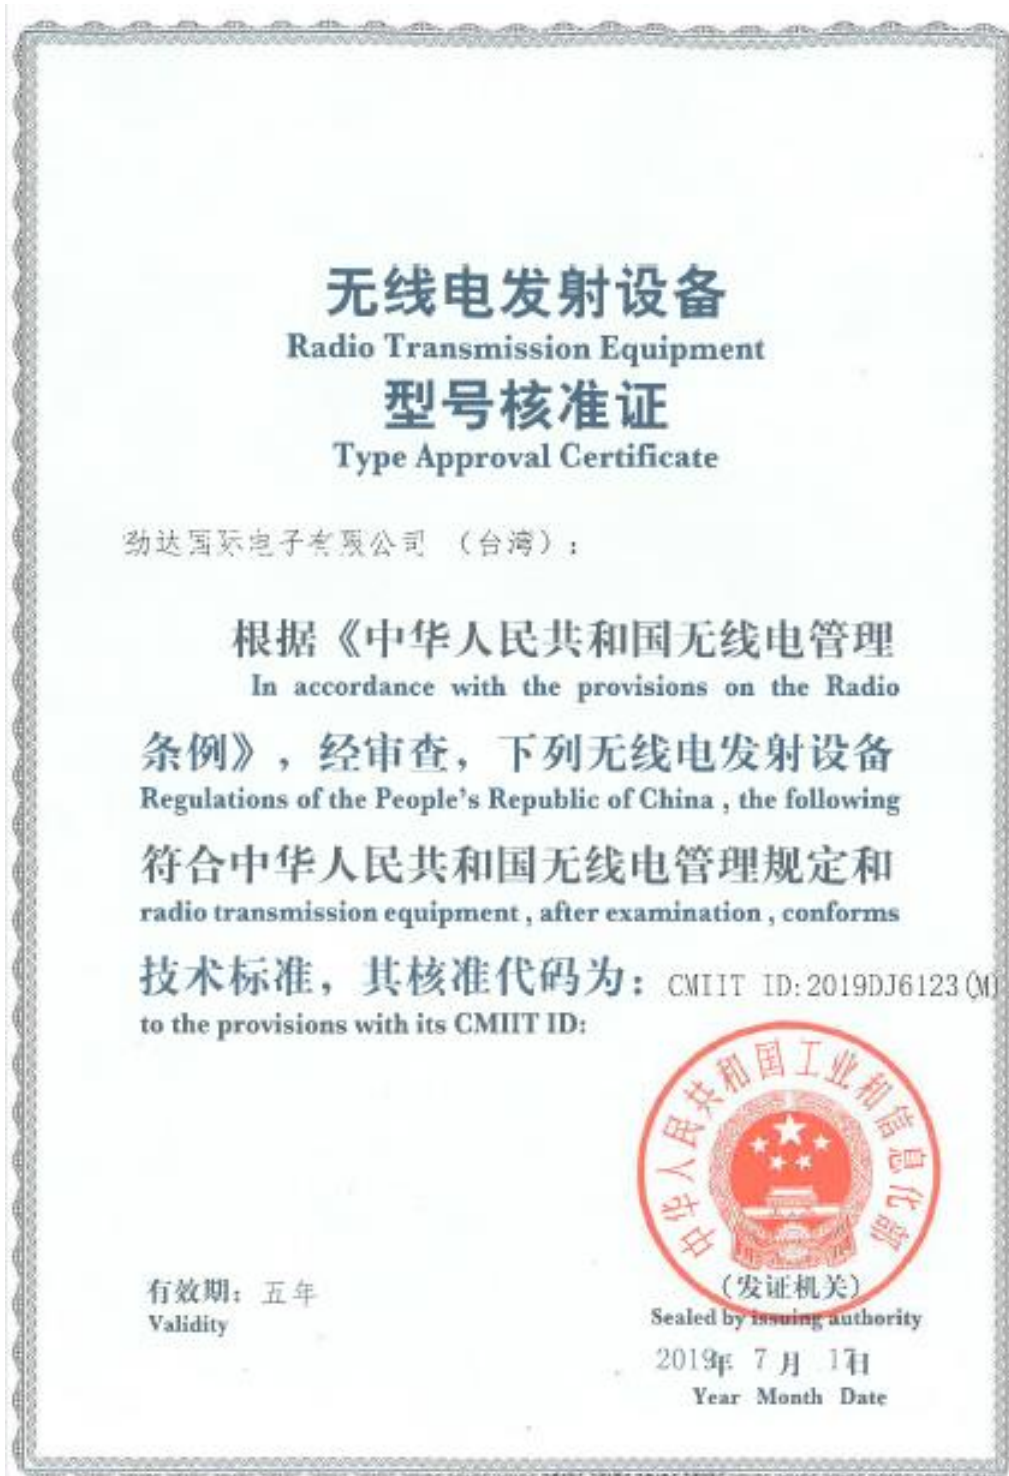 无线电发射设备
Radio Transmission Equipment
型号核准证
Type Approval Certificate
劲达国际电子有限公司 （台湾）：
根据《中华人民共和国无线电管理
In accordance with the provisions on the Radio
条例》，经审查，下列无线电发射设备
Regulations of the People's Republic of China , the following
符合中华人民共和国无线电管理规定和
radio transmission equipment , after examination , conforms
技术标准，其核准代码为：CMIIT ID:2019DJ6123(M)
to the provisions with its CMIIT ID:
中华人民共和国工业和信息化部
有效期：五年
Validity
（发证机关）
Sealed by issuing authority
2019年 7 月 17日
Year Month Date